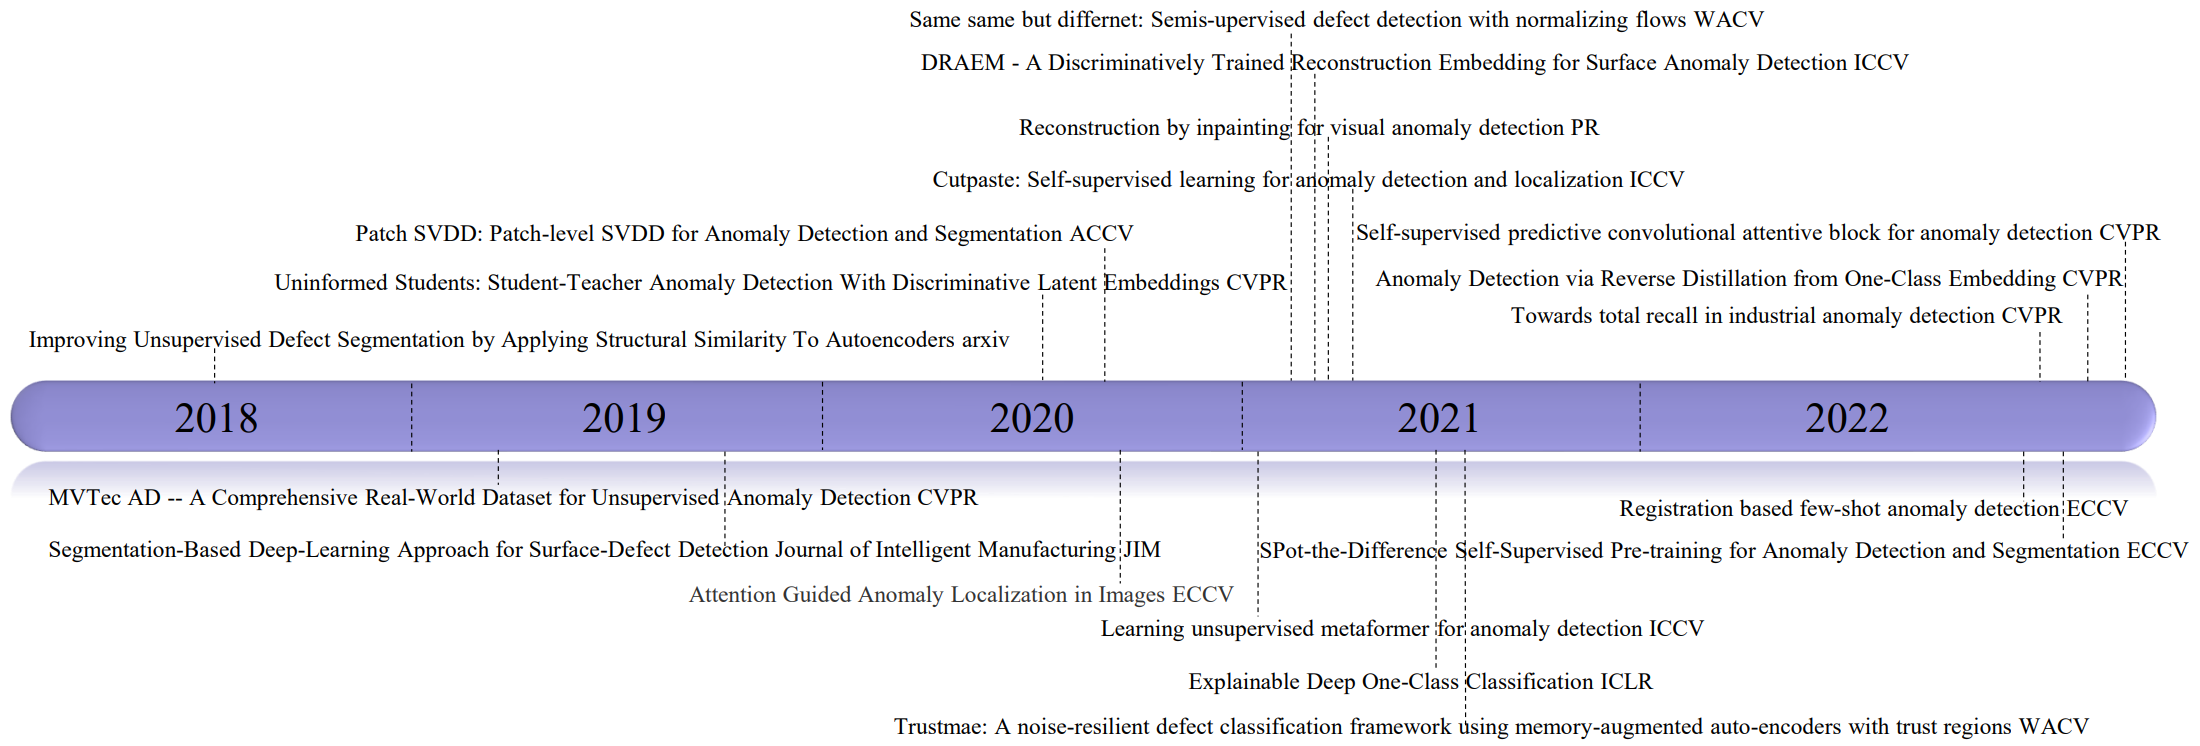 Same same but differnet: Semis-upervised defect detection with normalizing flows WACV
DRAEM - A Discriminatively Trained Reconstruction Embedding for Surface Anomaly Detection ICCV
Reconstruction by inpainting for visual anomaly detection PR
Cutpaste: Self-supervised learning for anomaly detection and localization ICCV
Patch SVDD: Patch-level SVDD for Anomaly Detection and Segmentation ACCV
Self-supervised predictive convolutional attentive block for anomaly detection CVPR
Uninformed Students: Student-Teacher Anomaly Detection With Discriminative Latent Embeddings CVPR
Anomaly Detection via Reverse Distillation from One-Class Embedding CVPR
Towards total recall in industrial anomaly detection CVPR
Improving Unsupervised Defect Segmentation by Applying Structural Similarity To Autoencoders arxiv
2018 2019 2020 2021 2022
MVTec AD -- A Comprehensive Real-World Dataset for Unsupervised Anomaly Detection CVPR
Registration based few-shot anomaly detection ECCV
Segmentation-Based Deep-Learning Approach for Surface-Defect Detection Journal of Intelligent Manufacturing JIM
SPot-the-Difference Self-Supervised Pre-training for Anomaly Detection and Segmentation ECCV
Attention Guided Anomaly Localization in Images ECCV
Learning unsupervised metaformer for anomaly detection ICCV
Explainable Deep One-Class Classification ICLR
Trustmae: A noise-resilient defect classification framework using memory-augmented auto-encoders with trust regions WACV